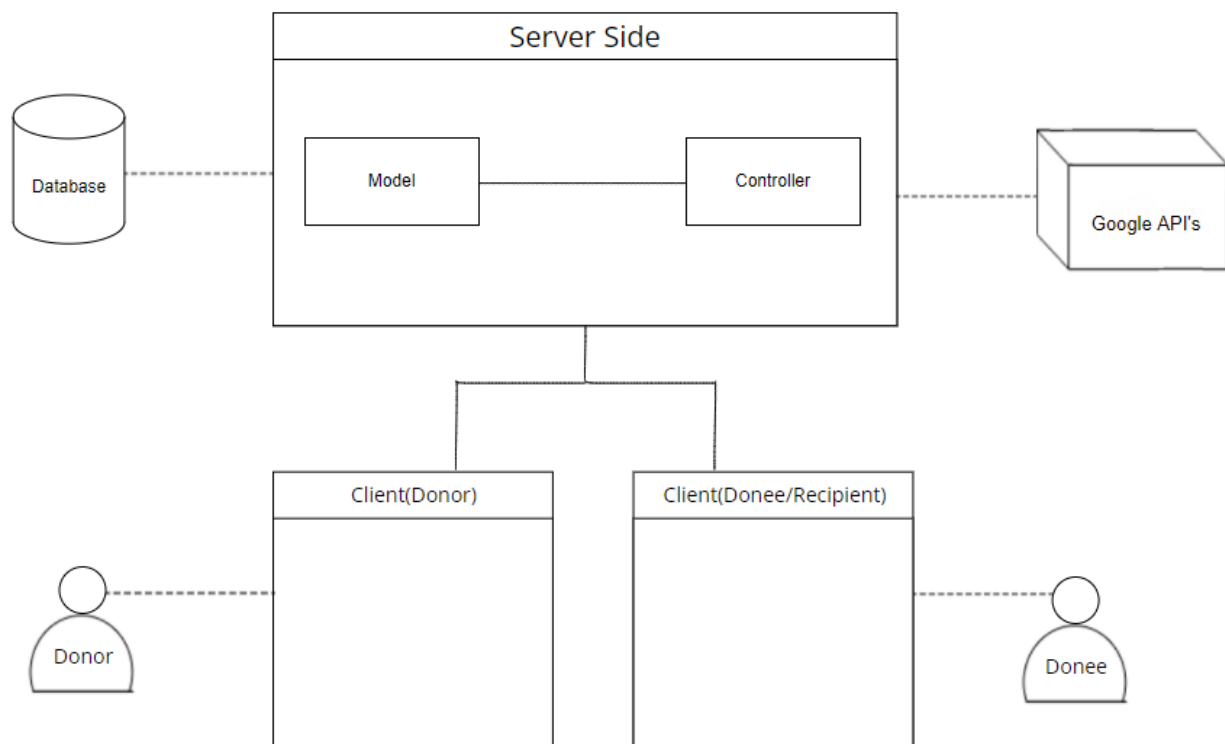 Server Side
Database
Model
Controller
Google API's
Client(Donor)
Client(Donee/Recipient)
Donor
Donee